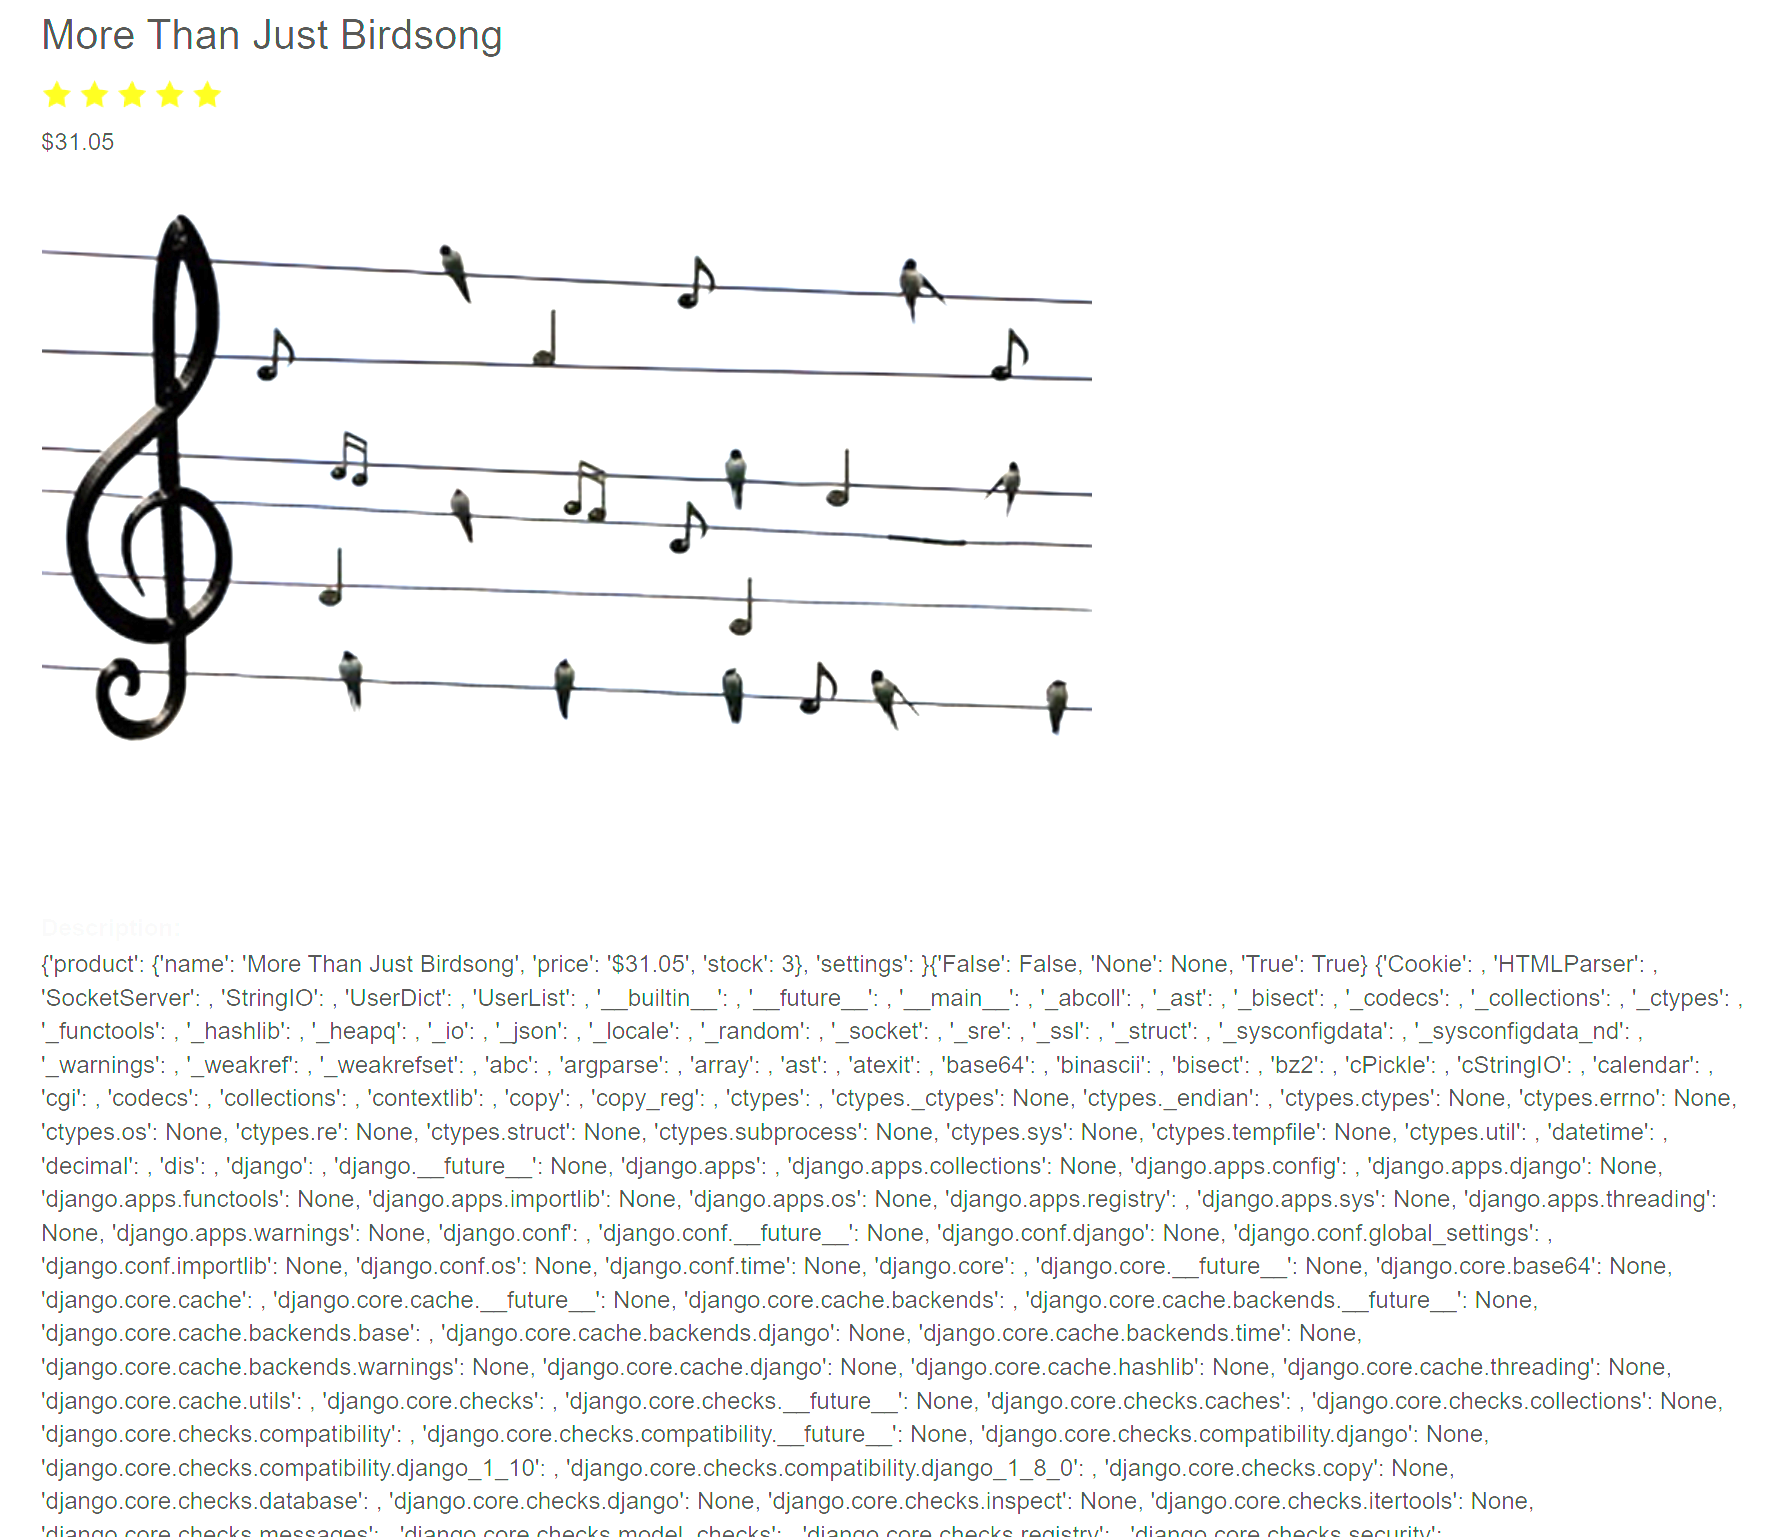 More Than Just Birdsong
$31.05
Description:
{'product': {'name': 'More Than Just Birdsong', 'price': '$31.05', 'stock': 3}, 'settings': }{'False': False, 'None': None, 'True': True} {'Cookie': , 'HTMLParser': ,
'SocketServer': , 'StringIO': , 'UserDict': , 'UserList': , '__builtin__': , '__future__': , '__main__': , '_abcoll': , '_ast': , '_bisect': , '_codecs': , '_collections': , '_ctypes': ,
'_functools': , '_hashlib': , '_heapq': , '_io': , '_json': , '_locale': , '_random': , '_socket': , '_sre': , '_ssl': , '_struct': , '_sysconfigdata': , '_sysconfigdata_nd': ,
'_warnings': , '_weakref': , '_weakrefset': , 'abc': , 'argparse': , 'array': , 'ast': , 'atexit': , 'base64': , 'binascii': , 'bisect': , 'bz2': , 'cPickle': , 'cStringIO': , 'calendar': ,
'cgi': , 'codecs': , 'collections': , 'contextlib': , 'copy': , 'copy_reg': , 'ctypes': , 'ctypes._ctypes': None, 'ctypes._endian': , 'ctypes.ctypes': None, 'ctypes.errno': None,
'ctypes.os': None, 'ctypes.re': None, 'ctypes.struct': None, 'ctypes.subprocess': None, 'ctypes.sys': None, 'ctypes.tempfile': None, 'ctypes.util': , 'datetime': ,
'decimal': , 'dis': , 'django': , 'django.__future__': None, 'django.apps': , 'django.apps.collections': None, 'django.apps.config': , 'django.apps.django': None,
'django.apps.functools': None, 'django.apps.importlib': None, 'django.apps.os': None, 'django.apps.registry': , 'django.apps.sys': None, 'django.apps.threading':
None, 'django.apps.warnings': None, 'django.conf': , 'django.conf.__future__': None, 'django.conf.django': None, 'django.conf.global_settings': ,
'django.conf.importlib': None, 'django.conf.os': None, 'django.conf.time': None, 'django.core': , 'django.core.__future__': None, 'django.core.base64': None,
'django.core.cache': , 'django.core.cache.__future__': None, 'django.core.cache.backends': , 'django.core.cache.backends.__future__': None,
'django.core.cache.backends.base': , 'django.core.cache.backends.django': None, 'django.core.cache.backends.time': None,
'django.core.cache.backends.warnings': None, 'django.core.cache.django': None, 'django.core.cache.hashlib': None, 'django.core.cache.threading': None,
'django.core.cache.utils': , 'django.core.checks': , 'django.core.checks.__future__': None, 'django.core.checks.caches': , 'django.core.checks.collections': None,
'django.core.checks.compatibility': , 'django.core.checks.compatibility.__future__': None, 'django.core.checks.compatibility.django': None,
'django.core.checks.compatibility.django_1_10': , 'django.core.checks.compatibility.django_1_8_0': , 'django.core.checks.copy': None,
'django.core.checks.database': , 'django.core.checks.django': None, 'django.core.checks.inspect': None, 'django.core.checks.itertools': None,
'django.core.checks.messages': , 'django.core.checks.model_checks': , 'django.core.checks.registry': , 'django.core.checks.security':